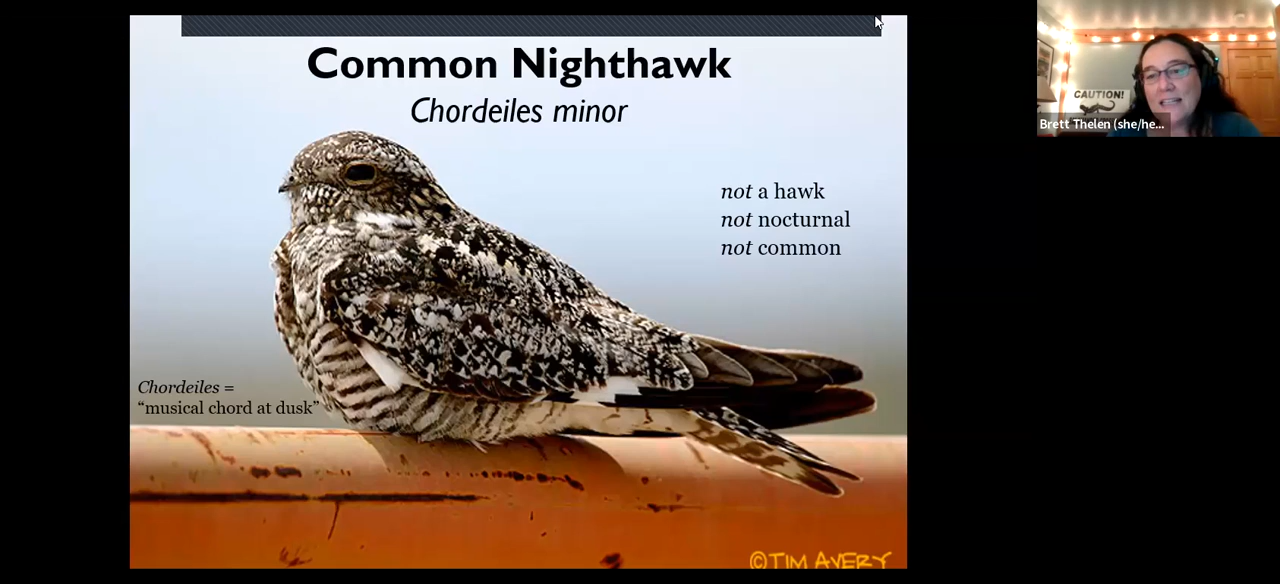 Common Nighthawk
Chordeiles minor
not a hawk
not nocturnal
not common
Chordeiles =
“musical chord at dusk”
©TIM AVERY
CAUTION!
Brett Thelen (she/he...